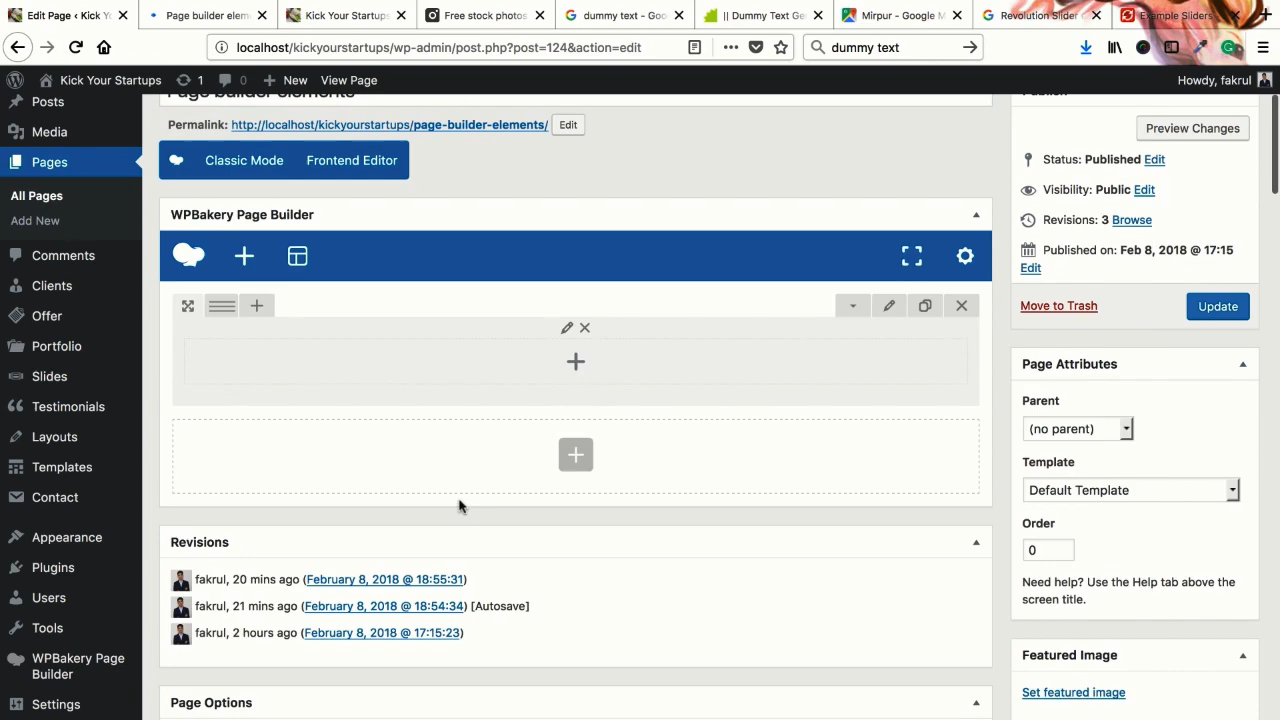 Edit Page ‹ Kick Y
Page builder elem
Kick Your Startups
Free stock photos
dummy text - Goo
|| Dummy Text Ge
Mirpur - Google M
Revolution Slider
Example Sliders
localhost/kickyourstartups/wp-admin/post.php?post=124&action=edit
dummy text
Kick Your Startups
1
0
New
View Page
Howdy, fakrul
Posts
Media
Pages
All Pages
Add New
Comments
Clients
Offer
Portfolio
Slides
Testimonials
Layouts
Templates
Contact
Appearance
Plugins
Users
Tools
WPBakery Page
Builder
Settings
Page builder elements
Permalink: http://localhost/kickyourstartups/page-builder-elements/ Edit
Classic Mode
Frontend Editor
WPBakery Page Builder
Revisions
fakrul, 20 mins ago (February 8, 2018 @ 18:55:31)
fakrul, 21 mins ago (February 8, 2018 @ 18:54:34) [Autosave]
fakrul, 2 hours ago (February 8, 2018 @ 17:15:23)
Page Options
Publish
Preview Changes
Status: Published Edit
Visibility: Public Edit
Revisions: 3 Browse
Published on: Feb 8, 2018 @ 17:15
Edit
Move to Trash
Update
Page Attributes
Parent
(no parent)
Template
Default Template
Order
0
Need help? Use the Help tab above the
screen title.
Featured Image
Set featured image